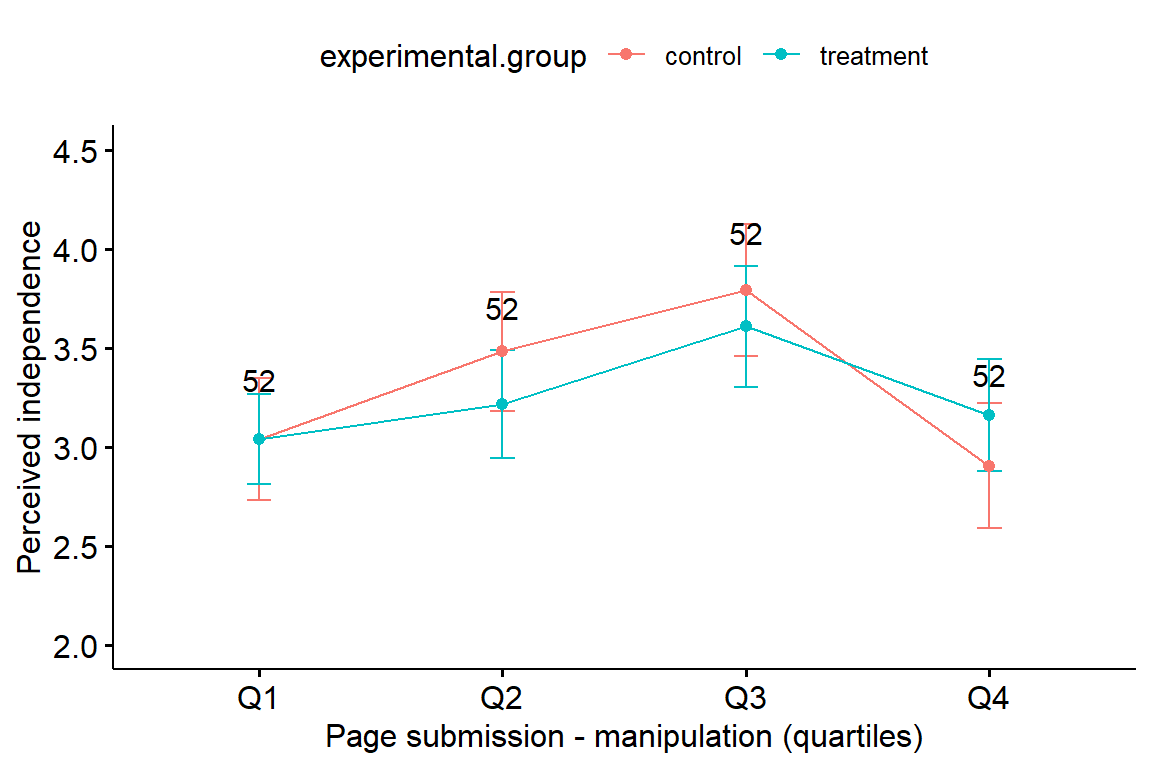 experimental.group control treatment
4.5
4.0
3.5
3.0
2.5
2.0
Perceived independence
52
52
52
52
Q1 Q2 Q3 Q4
Page submission - manipulation (quartiles)